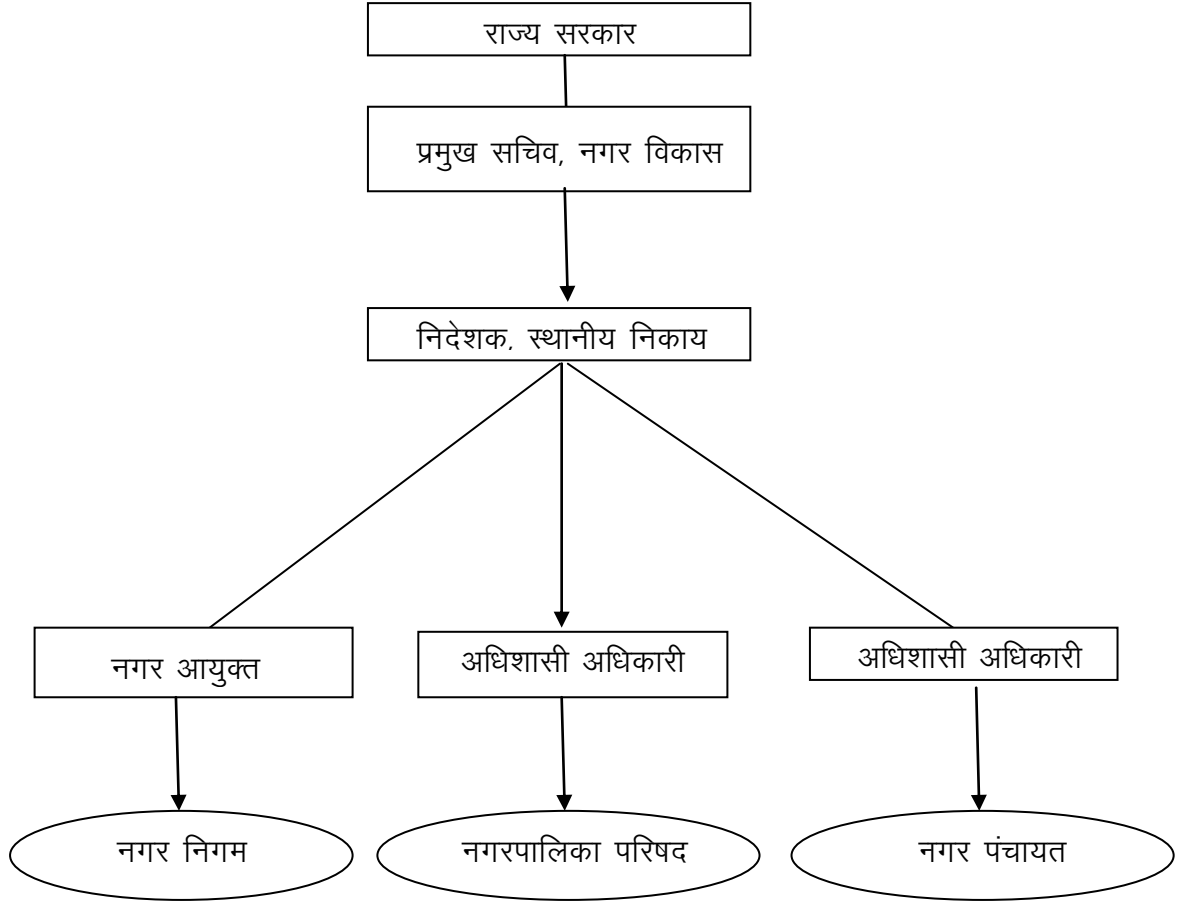 राज्य सरकार
प्रमुख सचिव, नगर विकास
निदेशक, स्थानीय निकाय
नगर आयुक्त
अधिशासी अधिकारी
अधिशासी अधिकारी
नगर निगम
नगरपालिका परिषद
नगर पंचायत